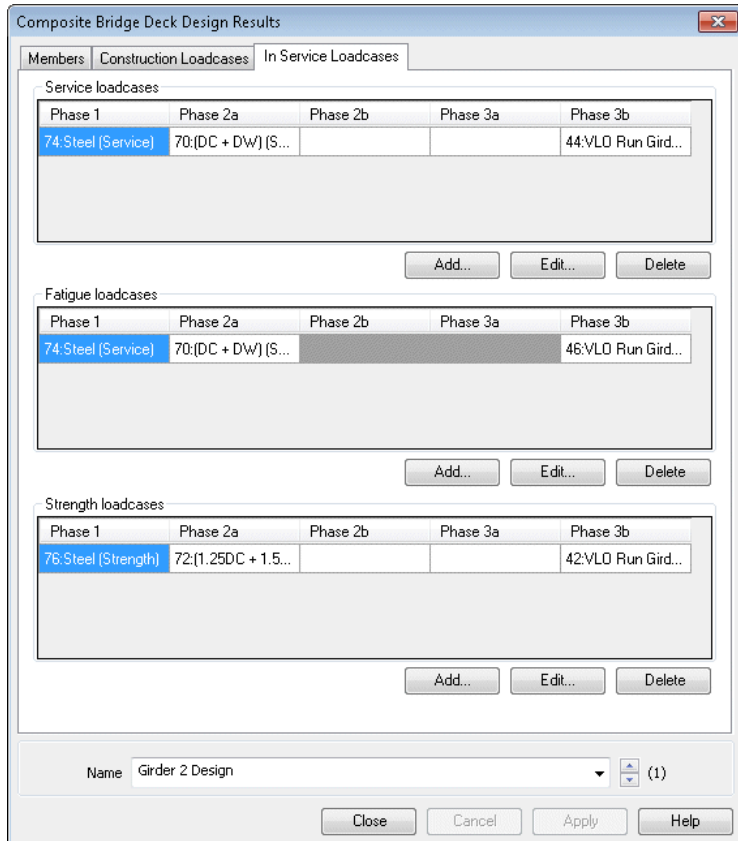 Composite Bridge Deck Design Results
Members Construction Loadcases In Service Loadcases
Service loadcases
Phase 1 Phase 2a Phase 2b Phase 3a Phase 3b
74:Steel (Service) 70:(DC + DW) (S... 44:VLO Run Gird...
Add... Edit... Delete
Fatigue loadcases
Phase 1 Phase 2a Phase 2b Phase 3a Phase 3b
74:Steel (Service) 70:(DC + DW) (S... 46:VLO Run Gird...
Add... Edit... Delete
Strength loadcases
Phase 1 Phase 2a Phase 2b Phase 3a Phase 3b
76:Steel (Strength) 72:(1.25DC + 1.5... 42:VLO Run Gird...
Add... Edit... Delete
Name Girder 2 Design (1)
Close Cancel Apply Help